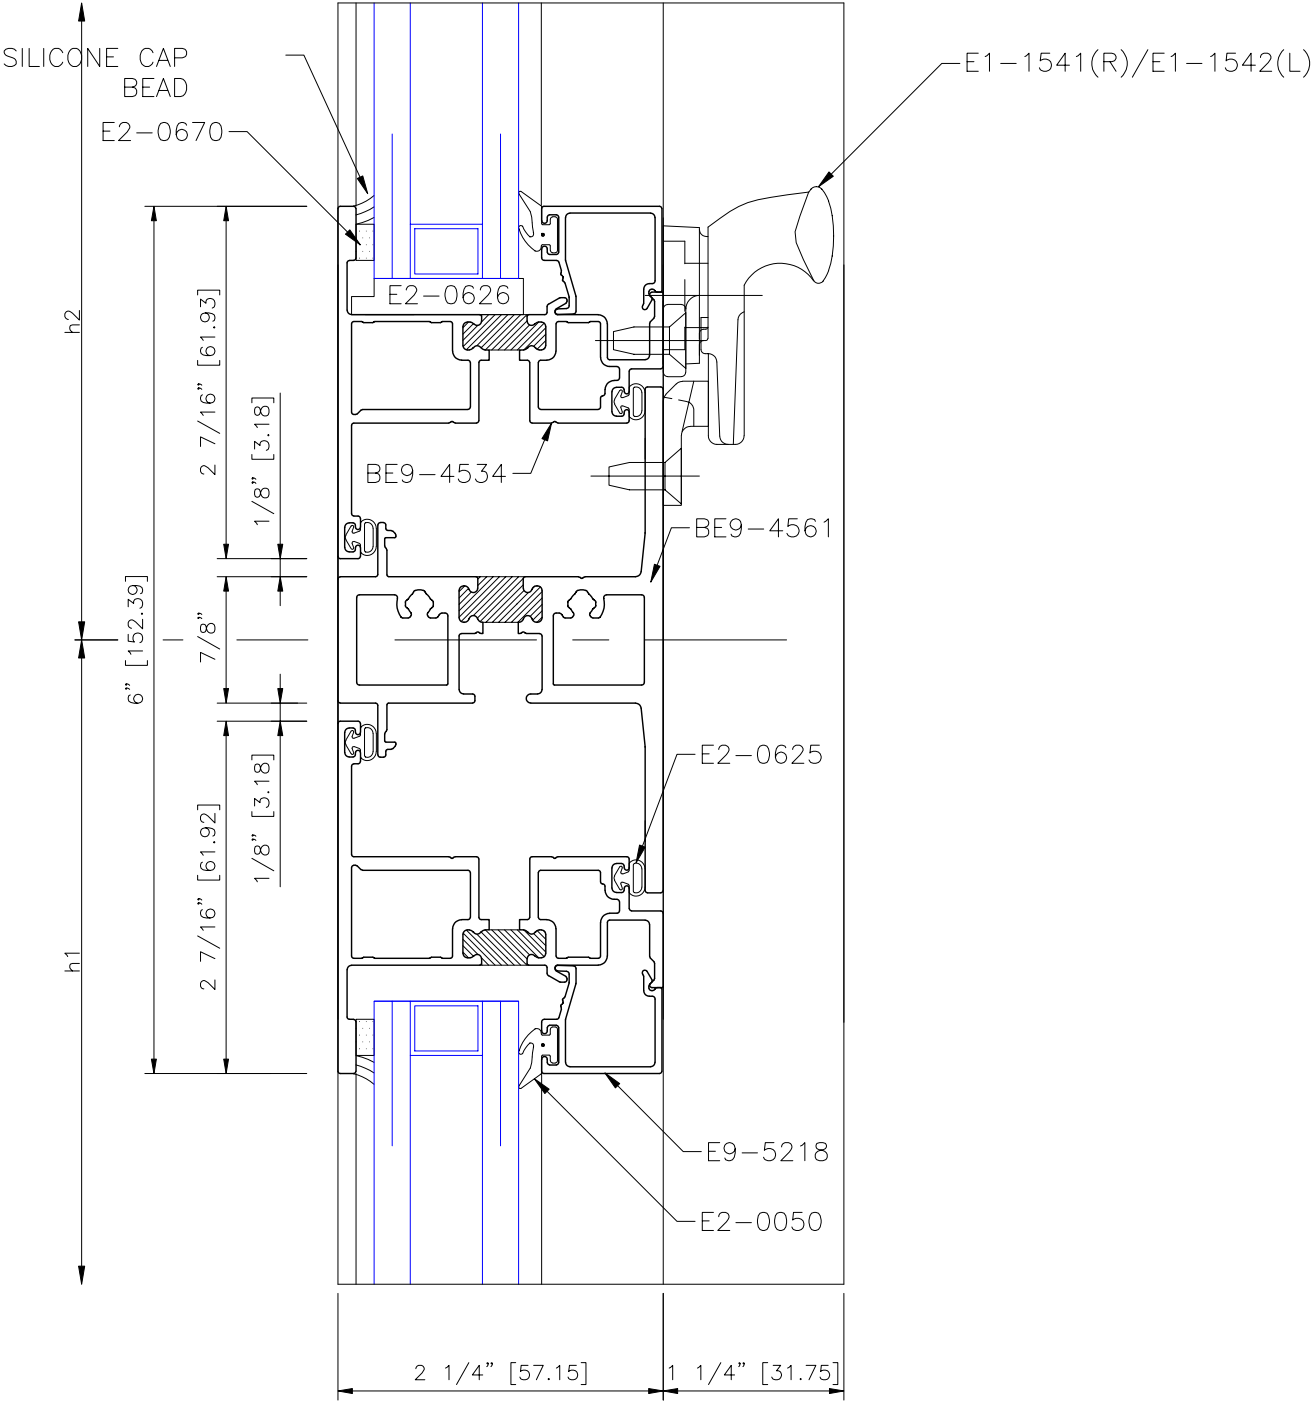 SILICONE CAP
BEAD
E1-1541(R)/E1-1542(L)
E2-0670
E2-0626
h2
2 7/16" [61.93]
1/8" [3.18]
BE9-4534
BE9-4561
6" [152.39]
7/8"
E2-0625
1/8" [3.18]
2 7/16" [61.92]
h1
E9-5218
E2-0050
2 1/4" [57.15]
1 1/4" [31.75]